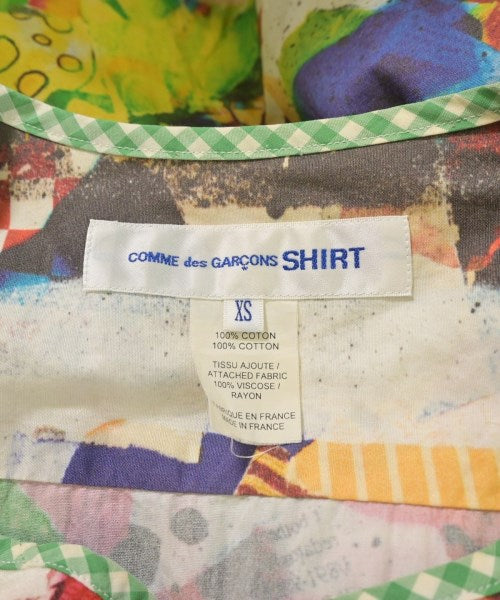 COMME des GARÇONS SHIRT
XS
100% COTON
100% COTTON
TISSU AJOUTE /
ATTACHED FABRIC
100% VISCOSE /
RAYON
FABRIQUE EN FRANCE
MADE IN FRANCE